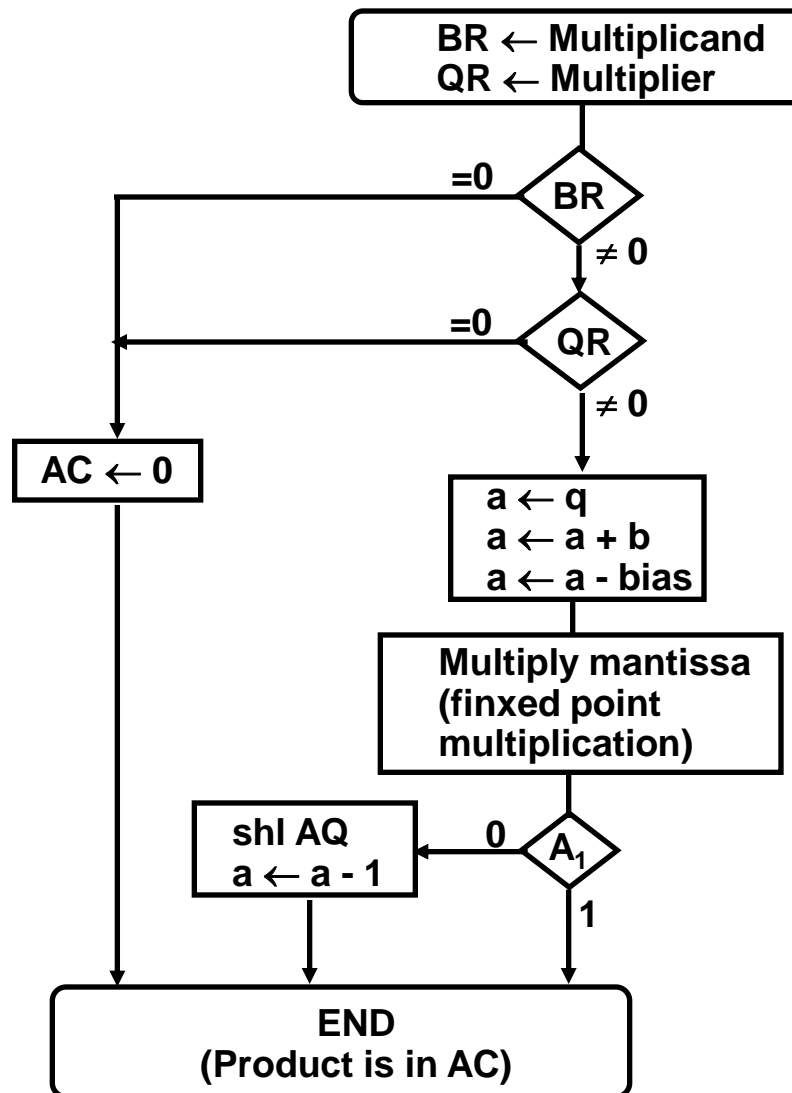 BR ← Multiplicand
QR ← Multiplier
=0
BR
≠ 0
=0
QR
≠ 0
AC ← 0
a ← q
a ← a + b
a ← a - bias
Multiply mantissa
(finxed point
multiplication)
shl AQ
a ← a - 1
0
A₁
1
END
(Product is in AC)